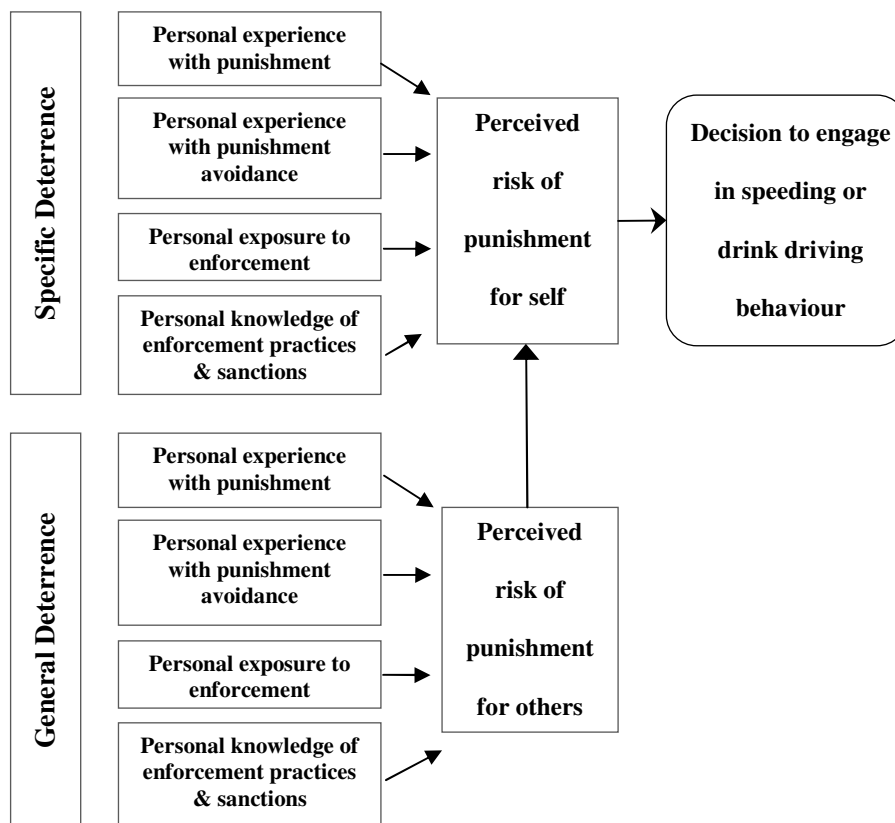 Specific Deterrence
Personal experience
with punishment
Personal experience
with punishment
avoidance
Personal exposure to
enforcement
Personal knowledge of
enforcement practices
& sanctions
Perceived
risk of
punishment
for self
Decision to engage
in speeding or
drink driving
behaviour
General Deterrence
Personal experience
with punishment
Personal experience
with punishment
avoidance
Personal exposure to
enforcement
Personal knowledge of
enforcement practices
& sanctions
Perceived
risk of
punishment
for others